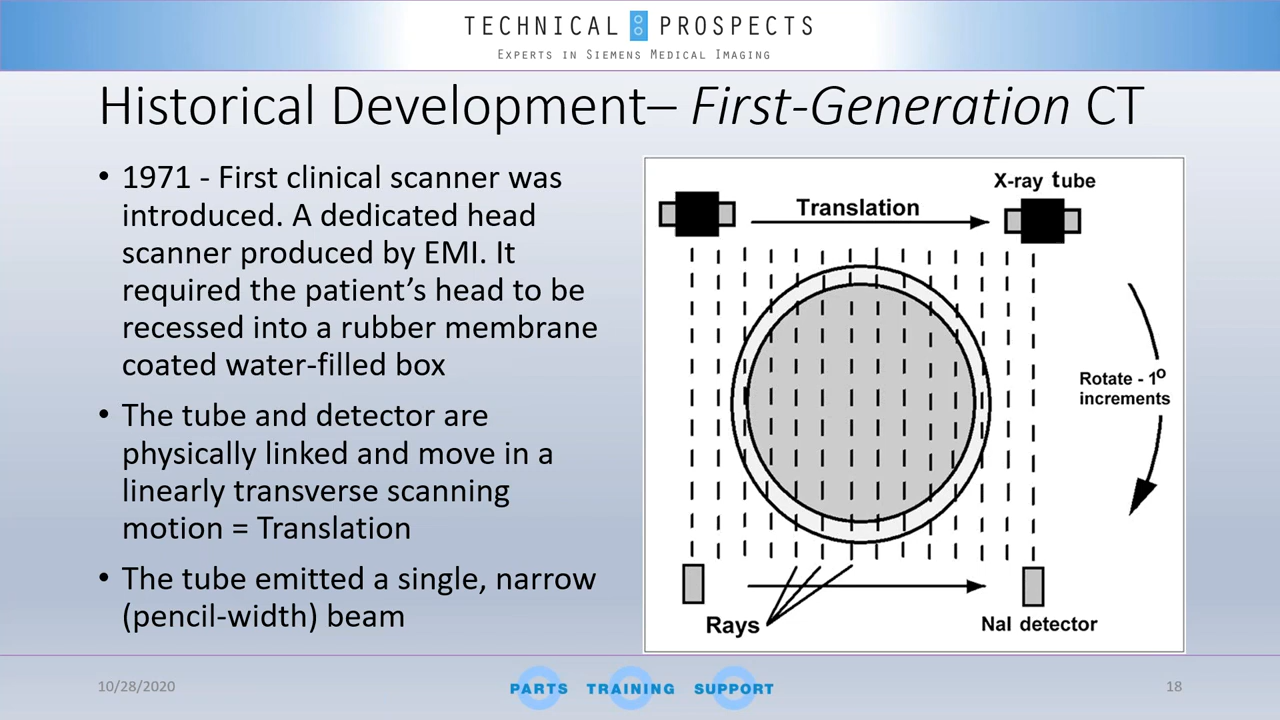 TECHNICAL PROSPECTS
EXPERTS IN SIEMENS MEDICAL IMAGING
Historical Development– First-Generation CT
• 1971 - First clinical scanner was
introduced. A dedicated head
scanner produced by EMI. It
required the patient’s head to be
recessed into a rubber membrane
coated water-filled box
• The tube and detector are
physically linked and move in a
linearly transverse scanning
motion = Translation
• The tube emitted a single, narrow
(pencil-width) beam
X-ray tube
Translation
Rotate - 1º
increments
Rays
NaI detector
10/28/2020
PARTS TRAINING SUPPORT
18